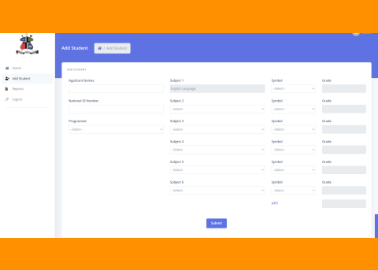 Add Student / Add Student
Home
Add Student
Reports
Logout
ADD STUDENT
Applicant Names Subject 1 Symbol Grade
English Language -Select-
National ID Number Subject 2 Symbol Grade
-Select- -Select-
Programme Subject 3 Symbol Grade
-Select- -Select- -Select-
Subject 4 Symbol Grade
-Select- -Select-
Subject 5 Symbol Grade
-Select- -Select-
Subject 6 Symbol Grade
-Select- -Select-
Submit